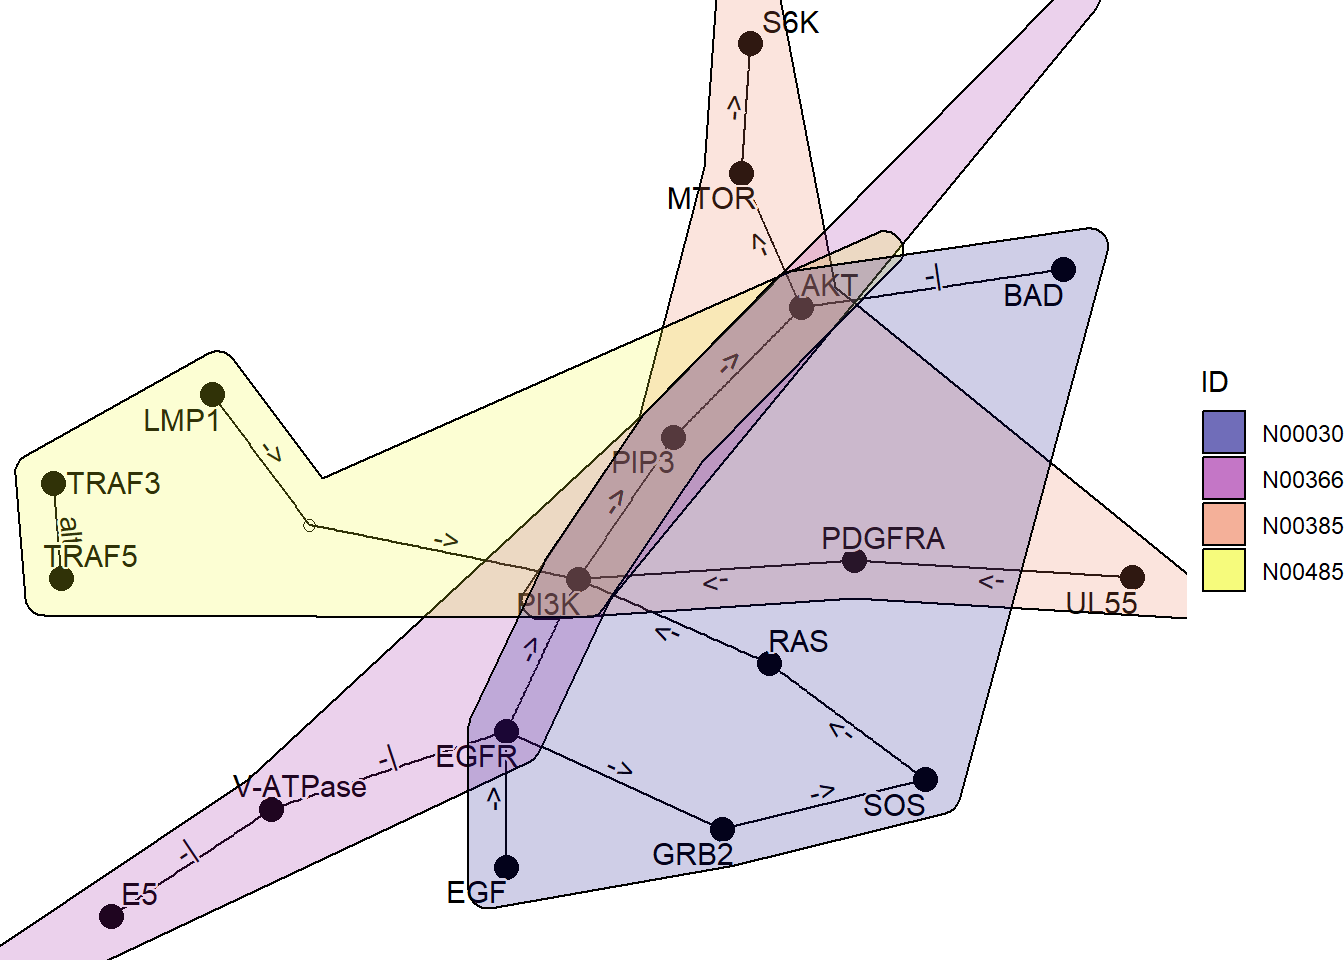 S6K
->
MTOR
->
AKT
-|
BAD
->
LMP1
->
PIP3
TRAF3
->
all
->
TRAF5
PDGFRA
<-
<-
PI3K
UL55
<-
RAS
->
<-
EGFR
-|
->
V-ATPase
->
->
SOS
-|
GRB2
E5
EGF
ID
N00030
N00366
N00385
N00485